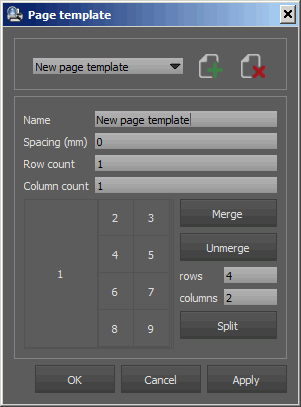 Page template
New page template
Name New page template
Spacing (mm) 0
Row count 1
Column count 1
1 2 3
4 5
6 7
8 9
Merge
Unmerge
rows 4
columns 2
Split
OK Cancel Apply